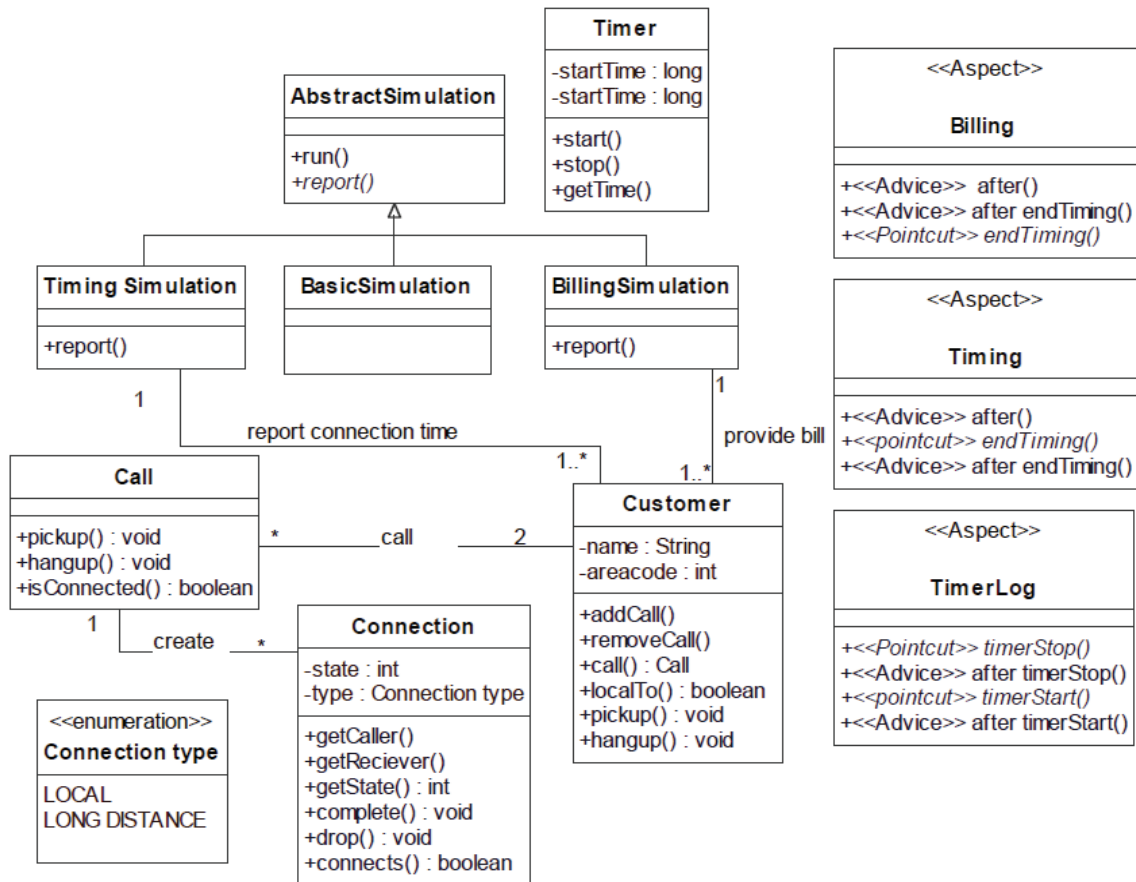 Timer
-startTime : long
-startTime : long
+start()
+stop()
+getTime()
AbstractSimulation
+run()
+report()
<<Aspect>>
Billing
+<<Advice>> after()
+<<Advice>> after endTiming()
+<<Pointcut>> endTiming()
Timing Simulation
+report()
BasicSimulation
BillingSimulation
+report()
<<Aspect>>
Timing
+<<Advice>> after()
+<<pointcut>> endTiming()
+<<Advice>> after endTiming()
1
report connection time
1..*
1
provide bill
1..*
Call
+pickup() : void
+hangup() : void
+isConnected() : boolean
*
call
2
Customer
-name : String
-areacode : int
+addCall()
+removeCall()
+call() : Call
+localTo() : boolean
+pickup() : void
+hangup() : void
<<Aspect>>
TimerLog
+<<Pointcut>> timerStop()
+<<Advice>> after timerStop()
+<<pointcut>> timerStart()
+<<Advice>> after timerStart()
1
create
*
Connection
-state : int
-type : Connection type
+getCaller()
+getReciever()
+getState() : int
+complete() : void
+drop() : void
+connects() : boolean
<<enumeration>>
Connection type
LOCAL
LONG DISTANCE